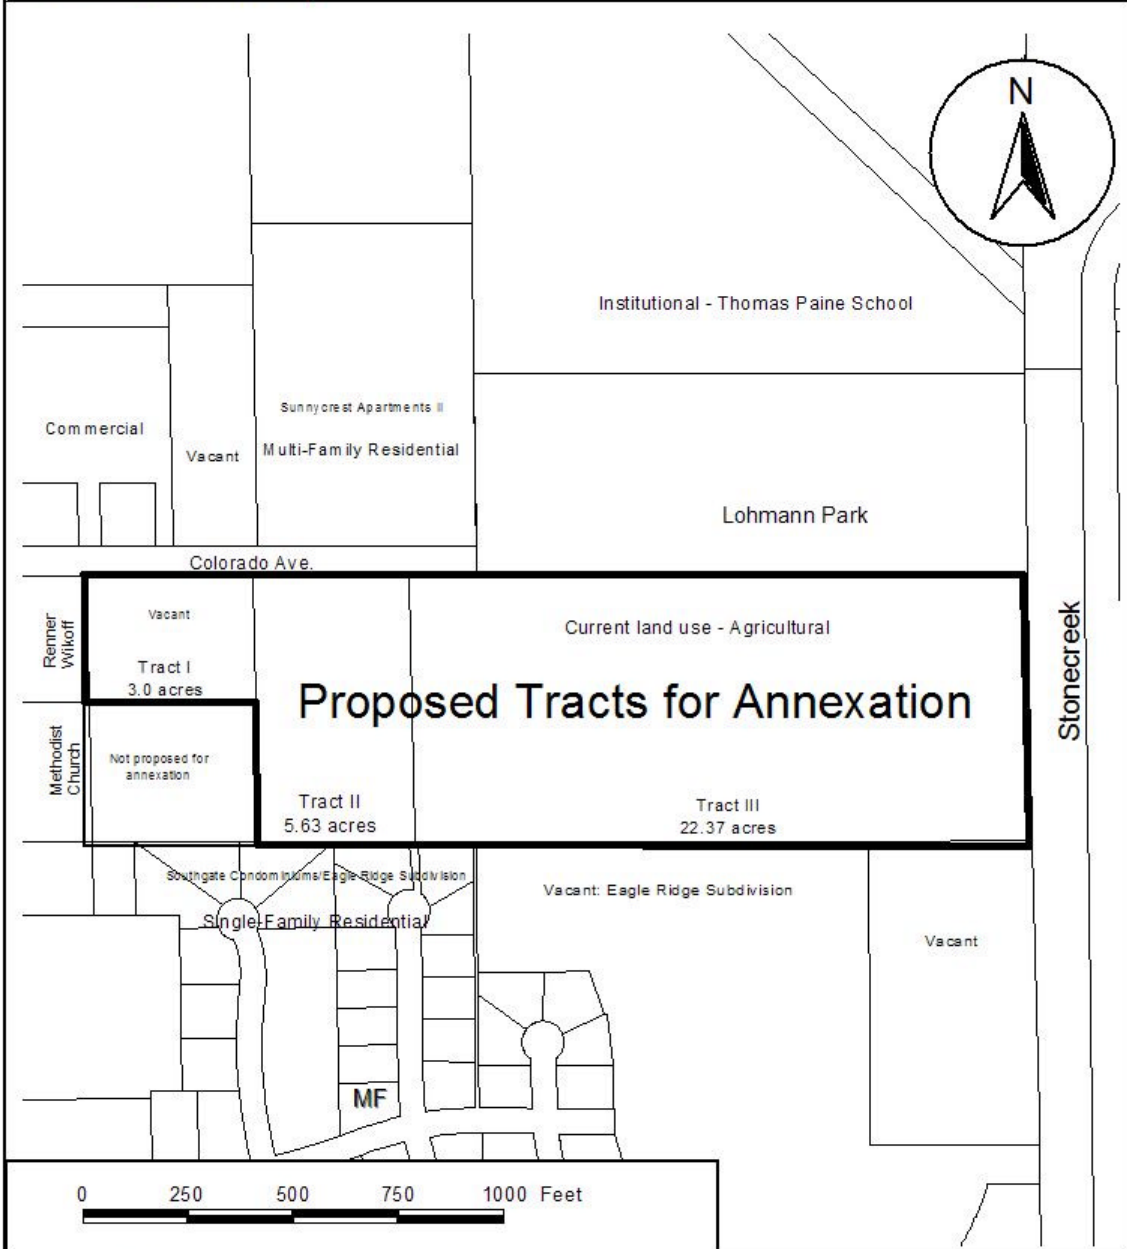 N
Institutional - Thomas Paine School
Sunnycrest Apartments II
Commercial
Multi-Family Residential
Vacant
Lohmann Park
Colorado Ave.
Renner
Wikoff
Vacant
Current land use - Agricultural
Tract I
3.0 acres
Proposed Tracts for Annexation
Stonecreek
Methodist
Church
Not proposed for
annexation
Tract II
5.63 acres
Tract III
22.37 acres
Southgate Condominiums/Eagle Ridge Subdivision
Vacant: Eagle Ridge Subdivision
Single-Family Residential
Vacant
MF
0 250 500 750 1000 Feet